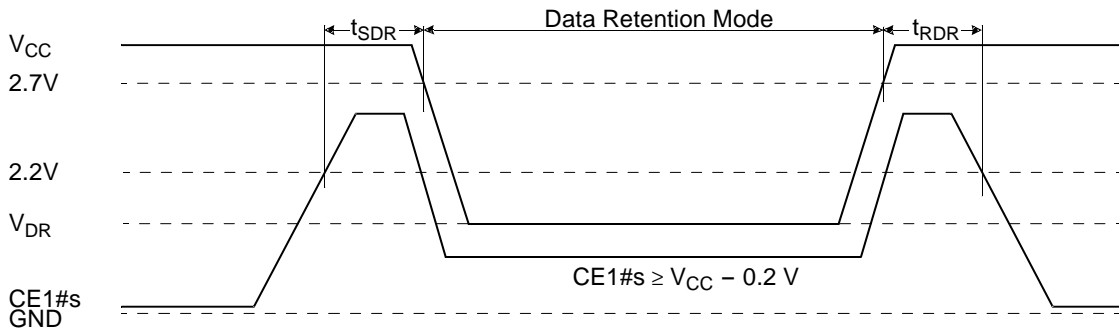 Data Retention Mode
tSDR
tRDR
VCC
2.7V
2.2V
VDR
CE1#s ≥ VCC − 0.2 V
CE1#s
GND